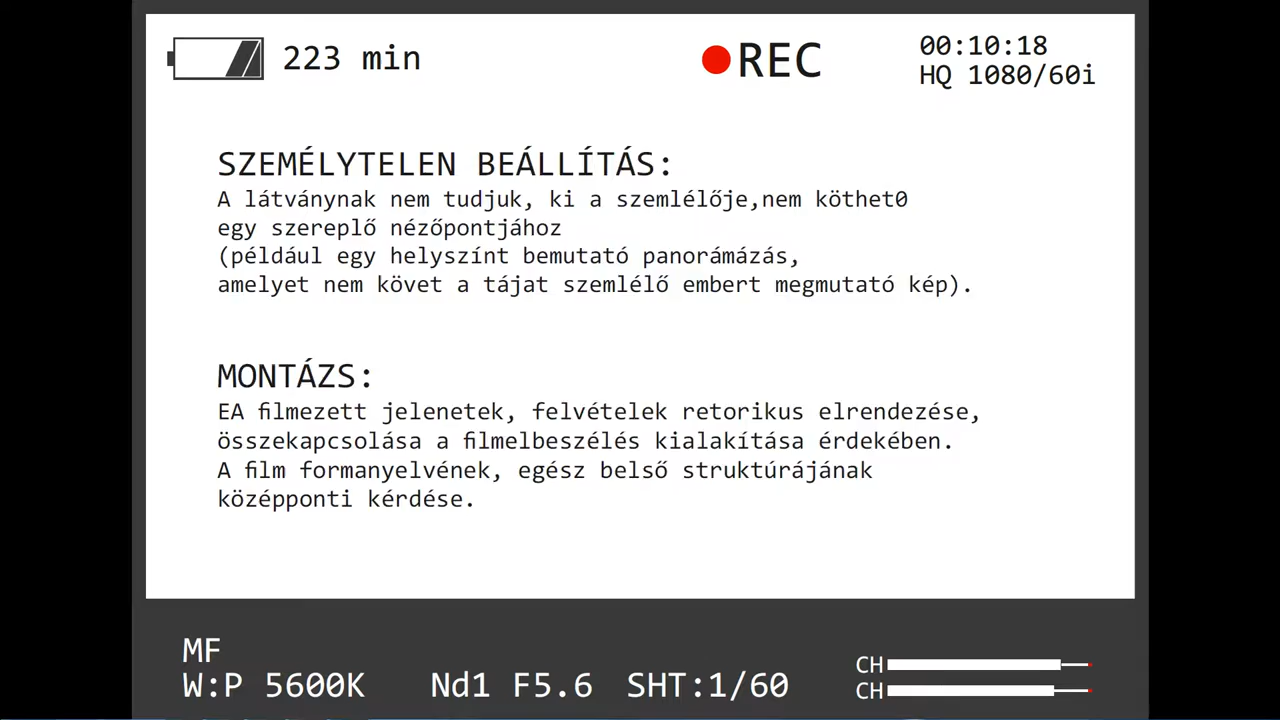 223 min
REC
00:10:18
HQ 1080/60i
SZEMÉLYTELEN BEÁLLÍTÁS:
A látványnak nem tudjuk, ki a szemlélője,nem köthet0
egy szereplő nézőpontjához
(például egy helyszínt bemutató panorámázás,
amelyet nem követ a tájat szemlélő embert megmutató kép).
MONTÁZS:
EA filmezett jelenetek, felvételek retorikus elrendezése,
összekapcsolása a filmelbeszélés kialakítása érdekében.
A film formanyelvének, egész belső struktúrájának
középponti kérdése.
MF
W:P 5600K Nd1 F5.6 SHT:1/60
CH
CH